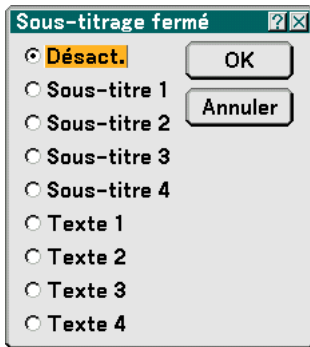 Sous-titrage fermé
Désact.
OK
Sous-titre 1
Annuler
Sous-titre 2
Sous-titre 3
Sous-titre 4
Texte 1
Texte 2
Texte 3
Texte 4